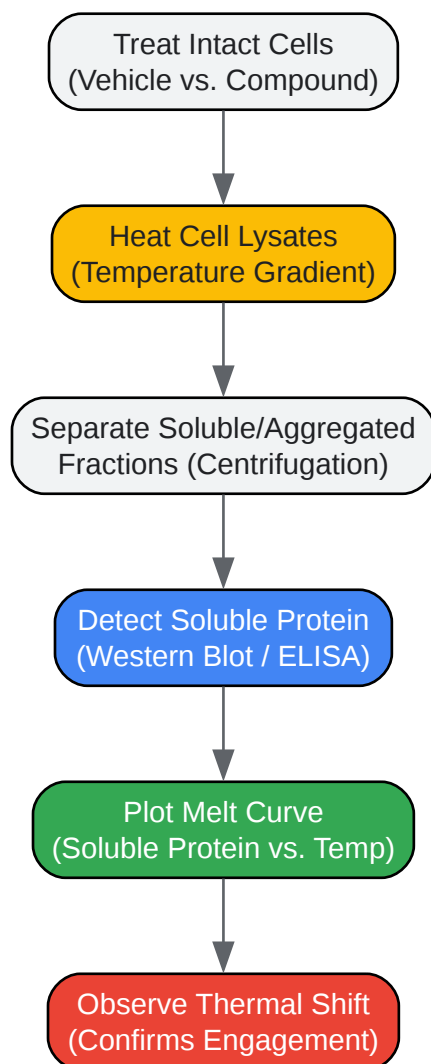 Treat Intact Cells
(Vehicle vs. Compound)
Heat Cell Lysates
(Temperature Gradient)
Separate Soluble/Aggregated
Fractions (Centrifugation)
Detect Soluble Protein
(Western Blot / ELISA)
Plot Melt Curve
(Soluble Protein vs. Temp)
Observe Thermal Shift
(Confirms Engagement)